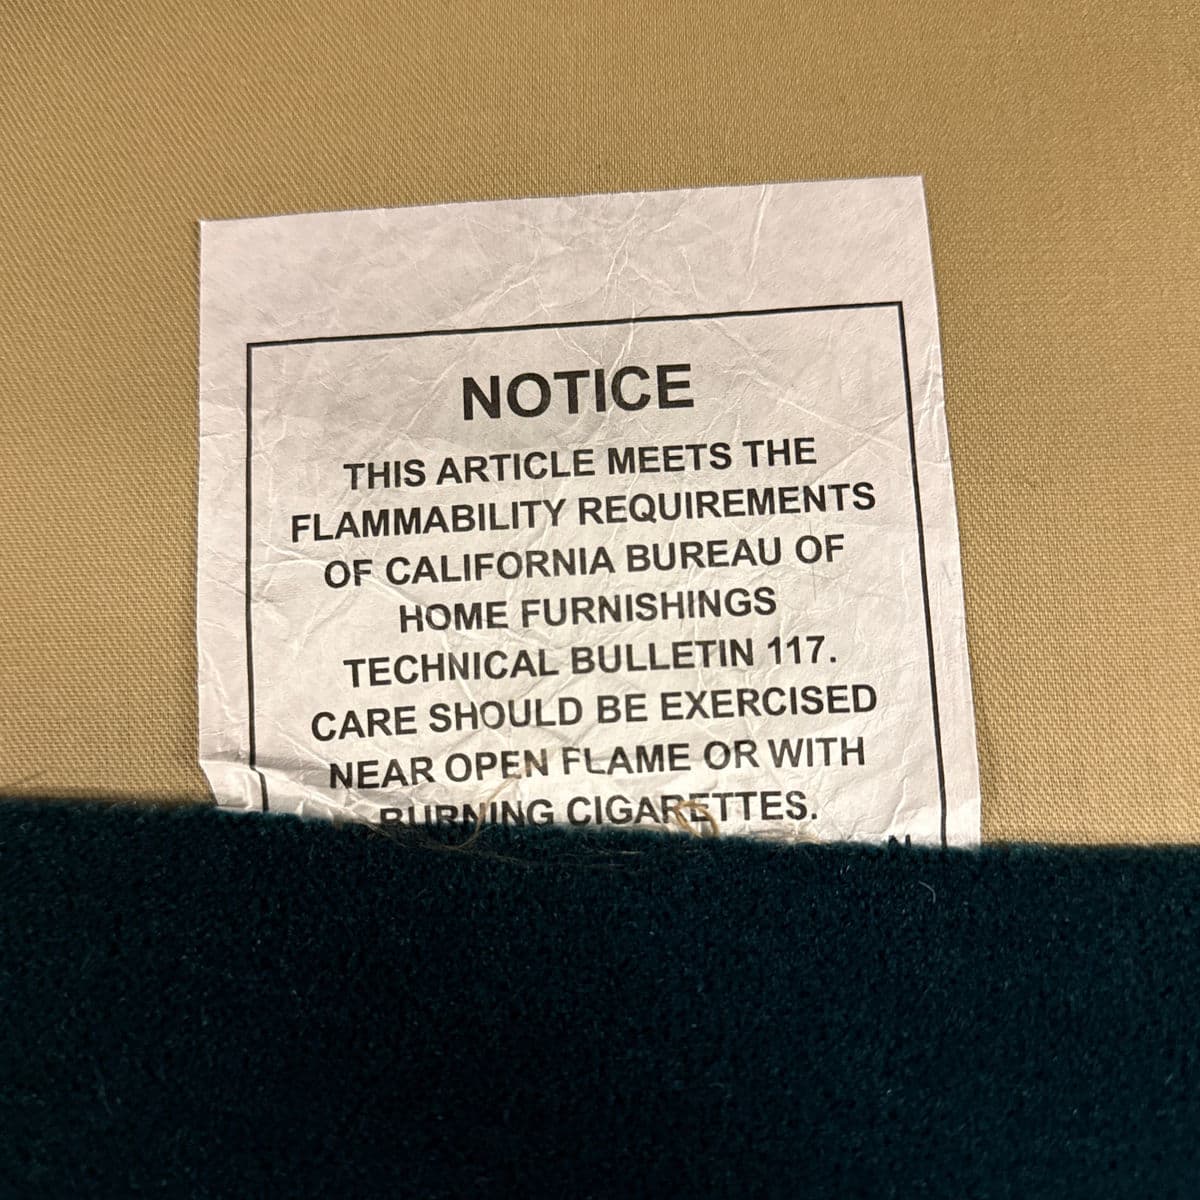 NOTICE
THIS ARTICLE MEETS THE
FLAMMABILITY REQUIREMENTS
OF CALIFORNIA BUREAU OF
HOME FURNISHINGS
TECHNICAL BULLETIN 117.
CARE SHOULD BE EXERCISED
NEAR OPEN FLAME OR WITH
BURNING CIGARETTES.